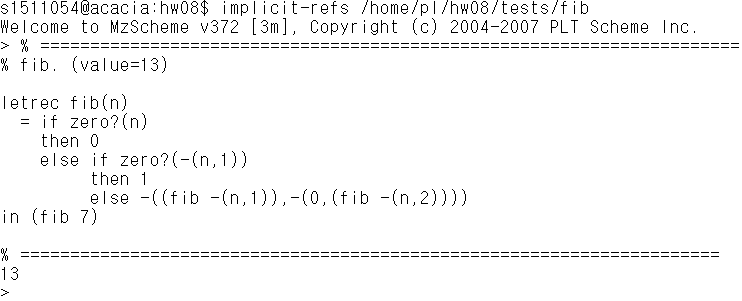 s1511054@acacia:hw08$ implicit-refs /home/pl/hw08/tests/fib
Welcome to MzScheme v372 [3m], Copyright (c) 2004-2007 PLT Scheme Inc.
> % ======================================================================
% fib. (value=13)
letrec fib(n)
  = if zero?(n)
    then 0
    else if zero?(-(n,1))
         then 1
         else -((fib -(n,1)),-(0,(fib -(n,2))))
in (fib 7)
% ======================================================================
13
>